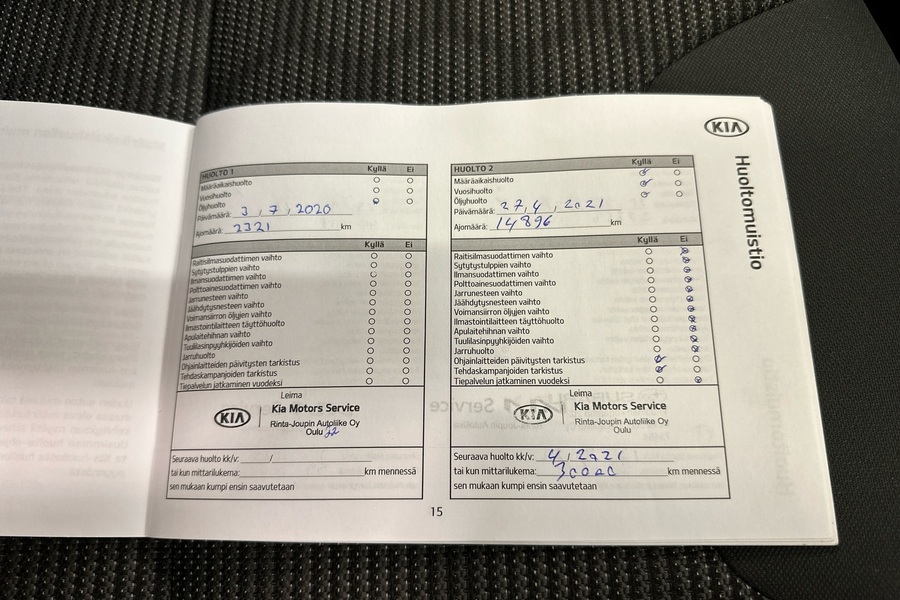 KIA
Huoltomuistio
HUOLTO 1 Kyllä Ei
Määräaikaishuolto
Vuosihuolto
Öljyhuolto
Päivämäärä: 3 , 7 , 2020
Ajomäärä: 2321 km
Kyllä Ei
Raitisilmasuodattimen vaihto
Sytytystulppien vaihto
Ilmansuodattimen vaihto
Polttoainesuodattimen vaihto
Jarrunesteen vaihto
Jäähdytysnesteen vaihto
Voimansiirron öljyjen vaihto
Ilmastointilaitteen täyttöhuolto
Apulaitehihnan vaihto
Tuulilasinpyyhkijöiden vaihto
Jarruhuolto
Ohjainlaitteiden päivitysten tarkistus
Tehdaskampanjoiden tarkistus
Tiepalvelun jatkaminen vuodeksi
Leima
KIA Kia Motors Service
Rinta-Joupin Autoliike Oy
Oulu
Seuraava huolto kk/v: /
tai kun mittarilukema: km mennessä
sen mukaan kumpi ensin saavutetaan
HUOLTO 2 Kyllä Ei
Määräaikaishuolto
Vuosihuolto
Öljyhuolto
Päivämäärä: 27,4 , 2021
Ajomäärä: 14896 km
Kyllä Ei
Raitisilmasuodattimen vaihto
Sytytystulppien vaihto
Ilmansuodattimen vaihto
Polttoainesuodattimen vaihto
Jarrunesteen vaihto
Jäähdytysnesteen vaihto
Voimansiirron öljyjen vaihto
Ilmastointilaitteen täyttöhuolto
Apulaitehihnan vaihto
Tuulilasinpyyhkijöiden vaihto
Jarruhuolto
Ohjainlaitteiden päivitysten tarkistus
Tehdaskampanjoiden tarkistus
Tiepalvelun jatkaminen vuodeksi
Leima
KIA Kia Motors Service
Rinta-Joupin Autoliike Oy
Oulu
Seuraava huolto kk/v: 4 / 2021
tai kun mittarilukema: 30000 km mennessä
sen mukaan kumpi ensin saavutetaan
15